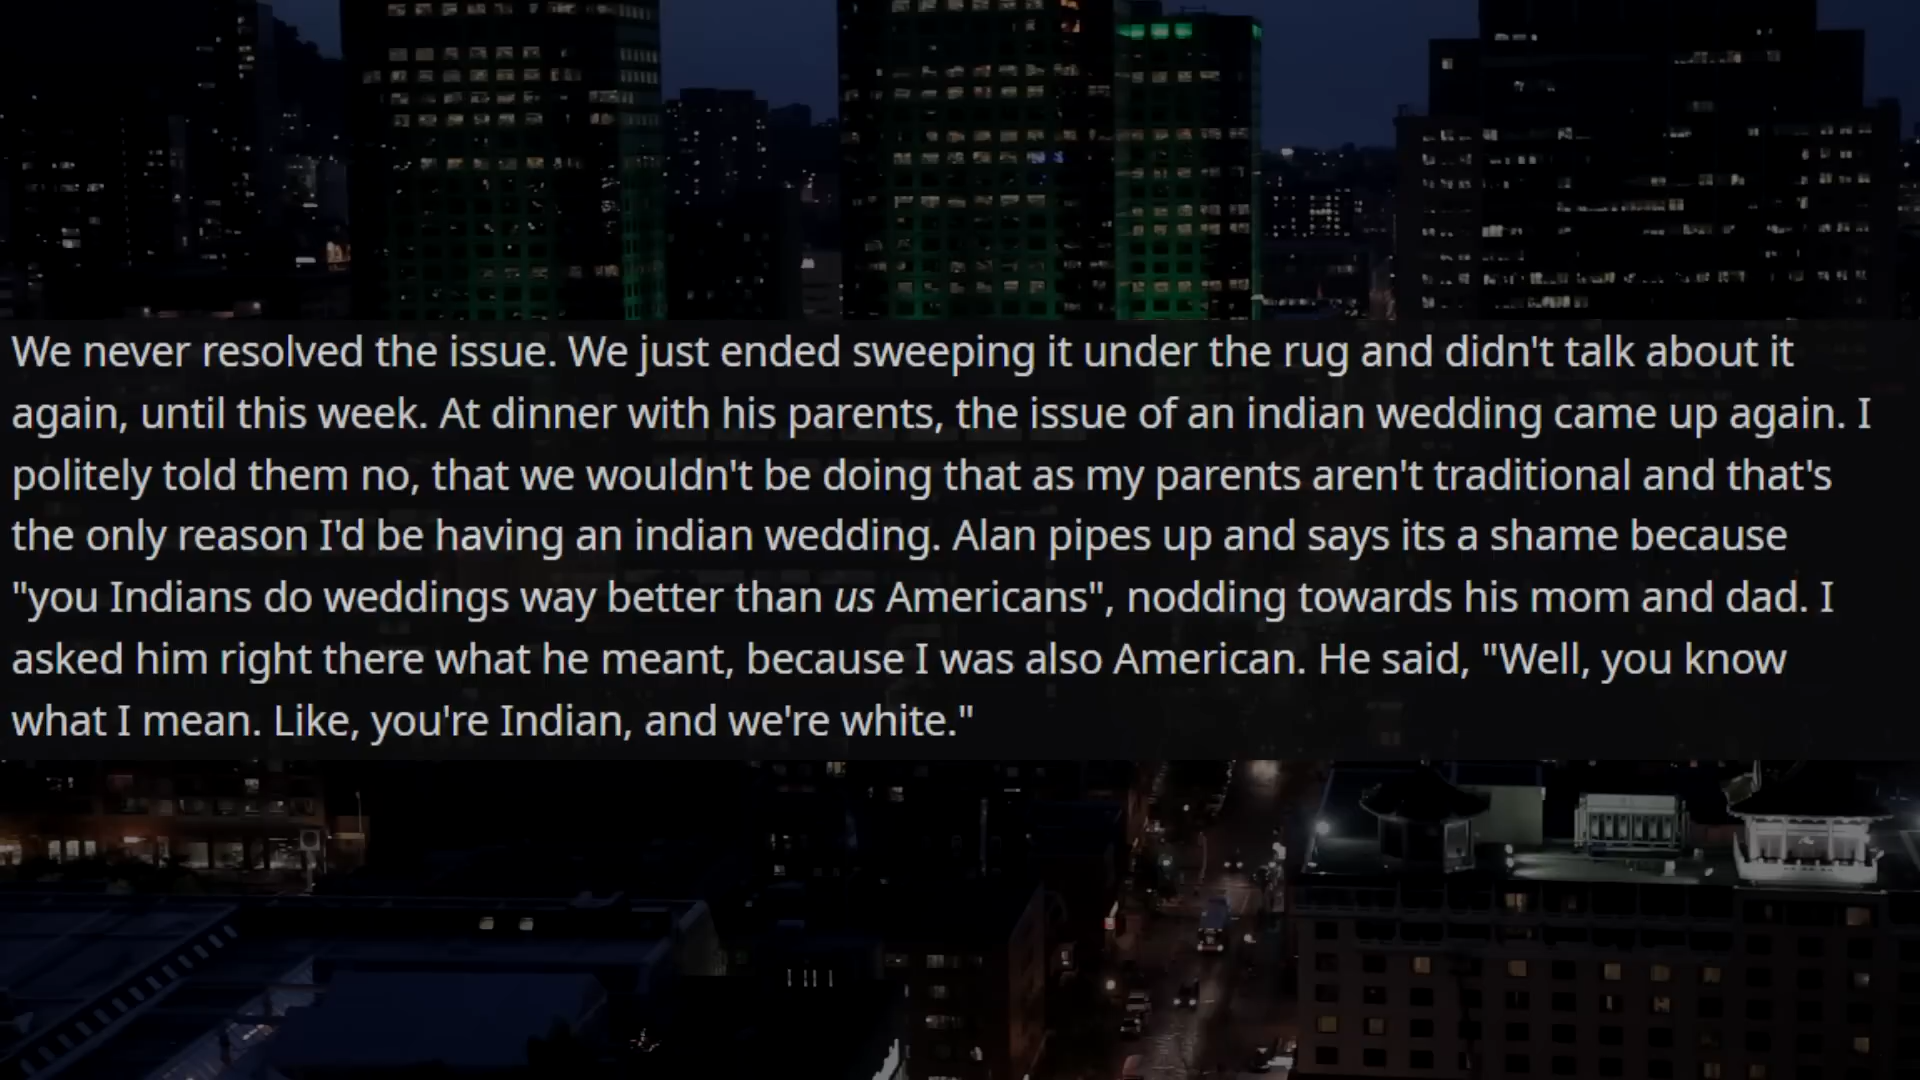 We never resolved the issue. We just ended sweeping it under the rug and didn't talk about it
again, until this week. At dinner with his parents, the issue of an indian wedding came up again. I
politely told them no, that we wouldn't be doing that as my parents aren't traditional and that's
the only reason I'd be having an indian wedding. Alan pipes up and says its a shame because
"you Indians do weddings way better than us Americans", nodding towards his mom and dad. I
asked him right there what he meant, because I was also American. He said, "Well, you know
what I mean. Like, you're Indian, and we're white."